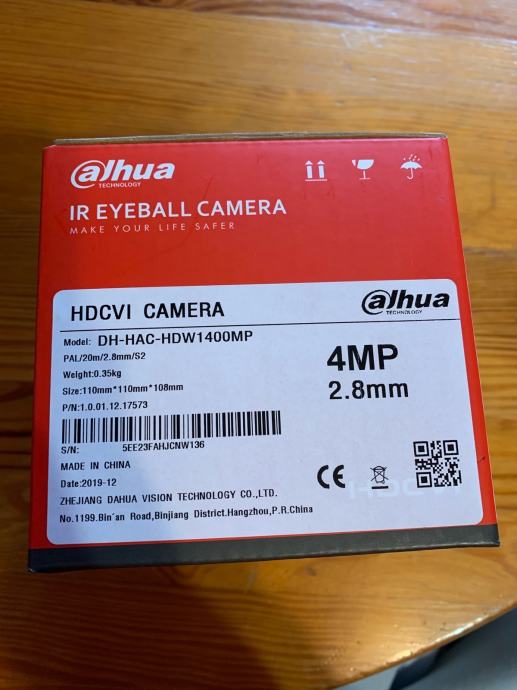 alhua
TECHNOLOGY
IR EYEBALL CAMERA
MAKE YOUR LIFE SAFER
HDCVI CAMERA
alhua
TECHNOLOGY
Model: DH-HAC-HDW1400MP
PAL/20m/2.8mm/S2
Weight:0.35kg
Size:110mm*110mm*108mm
P/N:1.0.01.12.17573
4MP
2.8mm
S/N: 5EE23FAHJCNW136
MADE IN CHINA
Date:2019-12
ZHEJIANG DAHUA VISION TECHNOLOGY CO.,LTD.
No.1199.Bin'an Road,Binjiang District.Hangzhou,P.R.China
CE